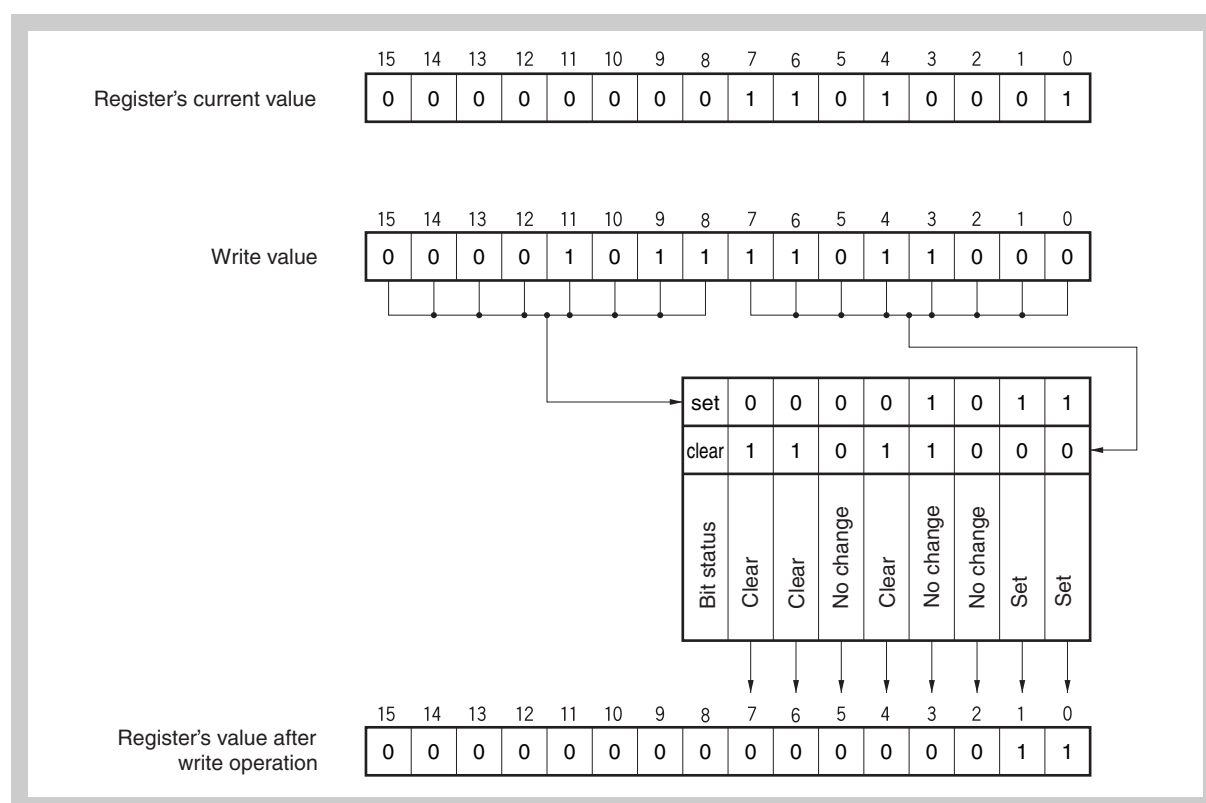 15 14 13 12 11 10 9 8 7 6 5 4 3 2 1 0
Register's current value 0 0 0 0 0 0 0 0 1 1 0 1 0 0 0 1
15 14 13 12 11 10 9 8 7 6 5 4 3 2 1 0
Write value 0 0 0 0 1 0 1 1 1 1 0 1 1 0 0 0
set 0 0 0 0 1 0 1 1
clear 1 1 0 1 1 0 0 0
Bit status Clear Clear No change Clear No change No change Set Set
15 14 13 12 11 10 9 8 7 6 5 4 3 2 1 0
Register's value after
write operation 0 0 0 0 0 0 0 0 0 0 0 0 0 0 1 1